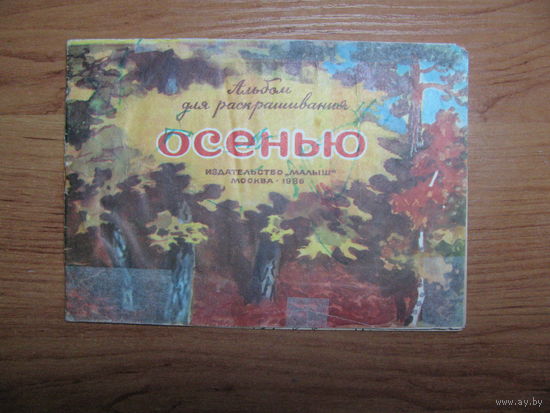 Альбом
для раскрашивания
ОСЕНЬЮ
ИЗДАТЕЛЬСТВО „МАЛЫШ“
МОСКВА · 1986
www.ay.by